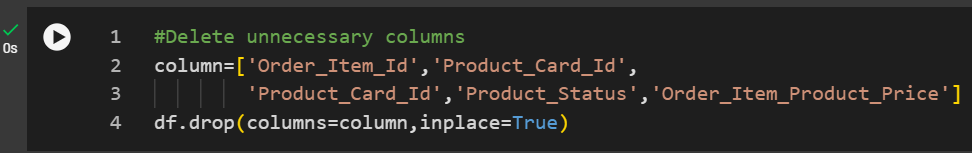 1 #Delete unnecessary columns
2 column=['Order_Item_Id','Product_Card_Id',
3 'Product_Card_Id','Product_Status','Order_Item_Product_Price']
0s
4 df.drop(columns=column,inplace=True)